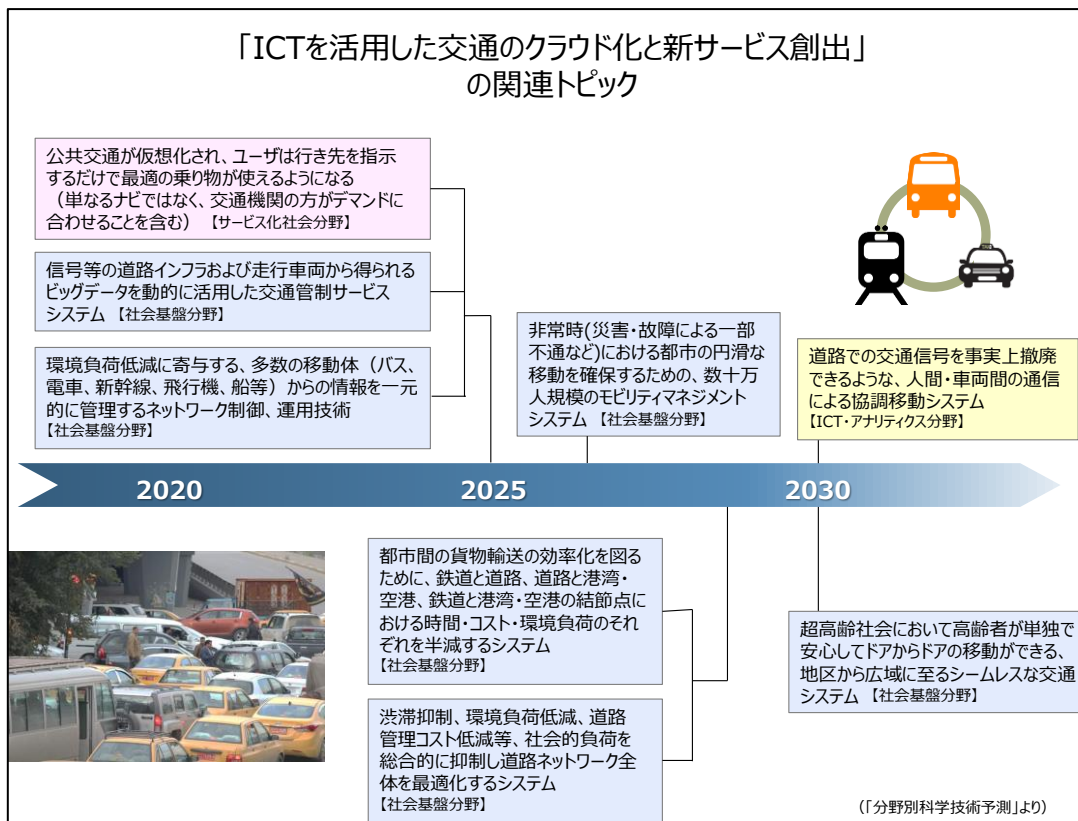 「ICTを活用した交通のクラウド化と新サービス創出」
の関連トピック
公共交通が仮想化され、ユーザは行き先を指示
するだけで最適の乗り物が使えるようになる
（単なるナビではなく、交通機関の方がデマンドに
合わせることを含む）【サービス化社会分野】
信号等の道路インフラおよび走行車両から得られる
ビッグデータを動的に活用した交通管制サービス
システム【社会基盤分野】
環境負荷低減に寄与する、多数の移動体（バス、
電車、新幹線、飛行機、船等）からの情報を一元
的に管理するネットワーク制御、運用技術
【社会基盤分野】
非常時(災害・故障による一部
不通など)における都市の円滑な
移動を確保するための、数十万
人規模のモビリティマネジメント
システム【社会基盤分野】
道路での交通信号を事実上撤廃
できるような、人間・車両間の通信
による協調移動システム
【ICT・アナリティクス分野】
2020
2025
2030
都市間の貨物輸送の効率化を図る
ために、鉄道と道路、道路と港湾・
空港、鉄道と港湾・空港の結節点に
おける時間・コスト・環境負荷のそれ
ぞれを半減するシステム
【社会基盤分野】
渋滞抑制、環境負荷低減、道路
管理コスト低減等、社会的負荷を
総合的に抑制し道路ネットワーク全
体を最適化するシステム
【社会基盤分野】
超高齢社会において高齢者が単独で
安心してドアからドアの移動ができる、
地区から広域に至るシームレスな交通
システム【社会基盤分野】
(「分野別科学技術予測」より)